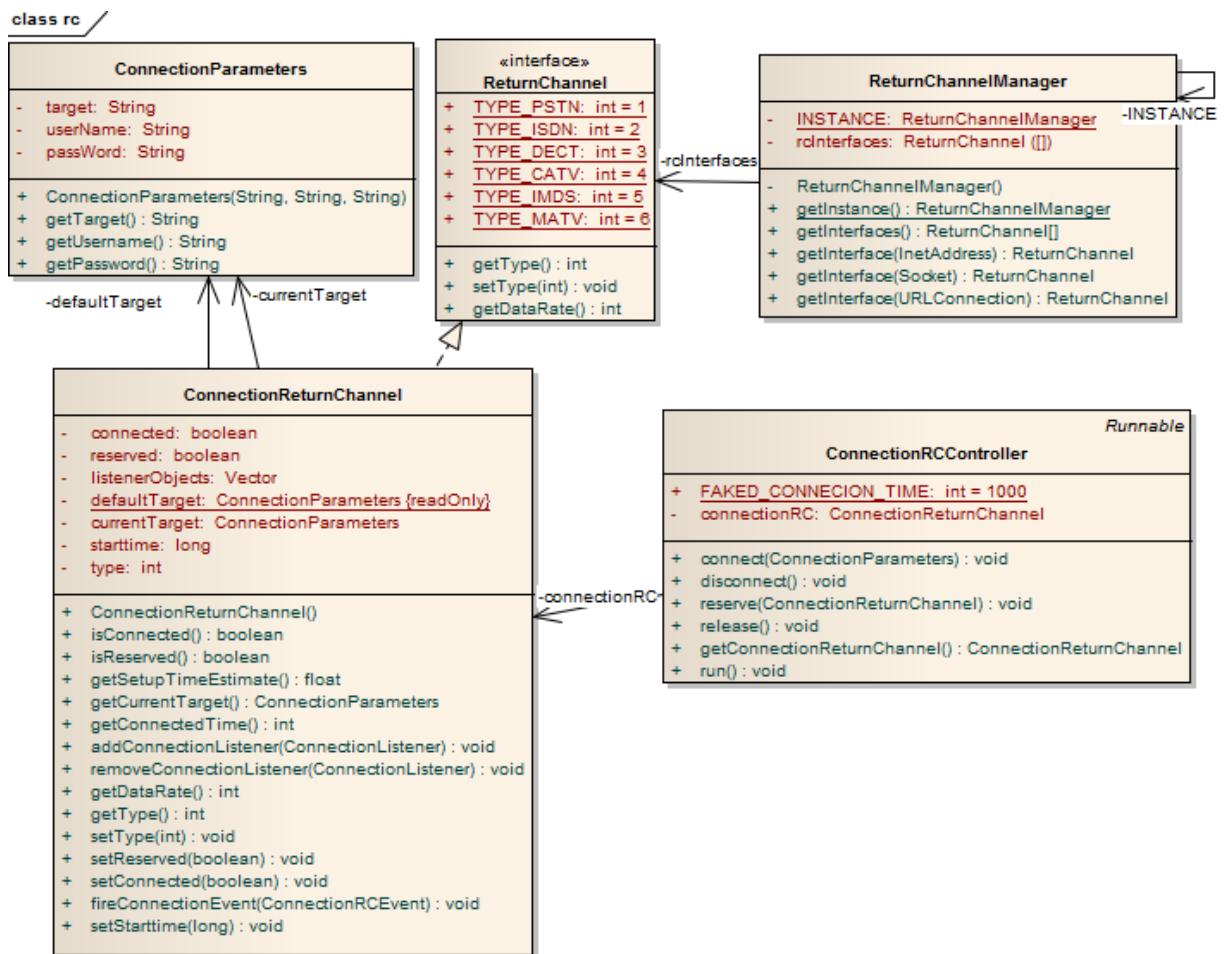 class rc
ConnectionParameters
- target: String
- userName: String
- passWord: String
+ ConnectionParameters(String, String, String)
+ getTarget() : String
+ getUsername() : String
+ getPassword() : String
«interface»
ReturnChannel
+ TYPE_PSTN: int = 1
+ TYPE_ISDN: int = 2
+ TYPE_DECT: int = 3
+ TYPE_CATV: int = 4
+ TYPE_IMDS: int = 5
+ TYPE_MATV: int = 6
+ getType() : int
+ setType(int) : void
+ getDataRate() : int
-rcInterfaces
ReturnChannelManager
- INSTANCE: ReturnChannelManager
- rcInterfaces: ReturnChannel ([])
- ReturnChannelManager()
+ getInstance() : ReturnChannelManager
+ getInterfaces() : ReturnChannel[]
+ getInterface(InetAddress) : ReturnChannel
+ getInterface(Socket) : ReturnChannel
+ getInterface(URLConnection) : ReturnChannel
-INSTANCE
-defaultTarget
-currentTarget
ConnectionReturnChannel
- connected: boolean
- reserved: boolean
- listenerObjects: Vector
- defaultTarget: ConnectionParameters {readOnly}
- currentTarget: ConnectionParameters
- starttime: long
- type: int
+ ConnectionReturnChannel()
+ isConnected() : boolean
+ isReserved() : boolean
+ getSetupTimeEstimate() : float
+ getCurrentTarget() : ConnectionParameters
+ getConnectedTime() : int
+ addConnectionListener(ConnectionListener) : void
+ removeConnectionListener(ConnectionListener) : void
+ getDataRate() : int
+ getType() : int
+ setType(int) : void
+ setReserved(boolean) : void
+ setConnected(boolean) : void
+ fireConnectionEvent(ConnectionRCEvent) : void
+ setStarttime(long) : void
-connectionRC
Runnable
ConnectionRCController
+ FAKED_CONNECION_TIME: int = 1000
- connectionRC: ConnectionReturnChannel
+ connect(ConnectionParameters) : void
+ disconnect() : void
+ reserve(ConnectionReturnChannel) : void
+ release() : void
+ getConnectionReturnChannel() : ConnectionReturnChannel
+ run() : void